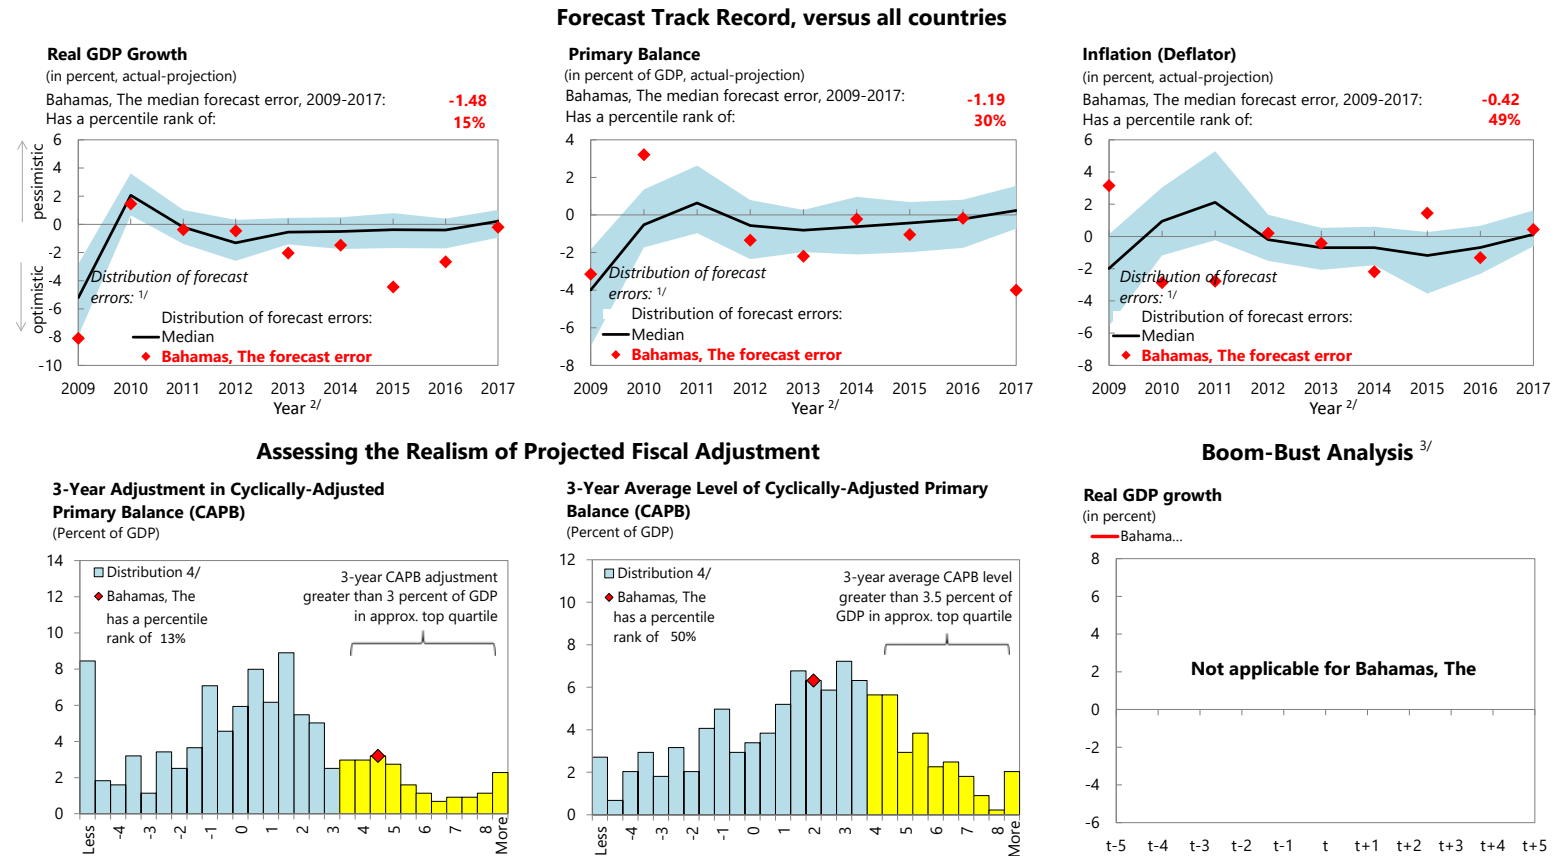 Forecast Track Record, versus all countries
Real GDP Growth
(in percent, actual-projection)
Bahamas, The median forecast error, 2009-2017: -1.48
Has a percentile rank of: 15%
pessimistic
optimistic
6
4
2
0
-2
-4
-6
-8
-10
Distribution of forecast
errors: 1/
Distribution of forecast errors:
Median
Bahamas, The forecast error
2009 2010 2011 2012 2013 2014 2015 2016 2017
Year 2/
Primary Balance
(in percent of GDP, actual-projection)
Bahamas, The median forecast error, 2009-2017: -1.19
Has a percentile rank of: 30%
4
2
0
-2
-4
-6
-8
Distribution of forecast
errors: 1/
Distribution of forecast errors:
Median
Bahamas, The forecast error
2009 2010 2011 2012 2013 2014 2015 2016 2017
Year 2/
Inflation (Deflator)
(in percent, actual-projection)
Bahamas, The median forecast error, 2009-2017: -0.42
Has a percentile rank of: 49%
6
4
2
0
-2
-4
-6
-8
Distribution of forecast
errors: 1/
Distribution of forecast errors:
Median
Bahamas, The forecast error
2009 2010 2011 2012 2013 2014 2015 2016 2017
Year 2/
Assessing the Realism of Projected Fiscal Adjustment
3-Year Adjustment in Cyclically-Adjusted
Primary Balance (CAPB)
(Percent of GDP)
14
12
10
8
6
4
2
0
Distribution 4/
Bahamas, The
has a percentile
rank of 13%
3-year CAPB adjustment
greater than 3 percent of GDP
in approx. top quartile
Less -4 -3 -2 -1 0 1 2 3 4 5 6 7 8 More
3-Year Average Level of Cyclically-Adjusted Primary
Balance (CAPB)
(Percent of GDP)
12
10
8
6
4
2
0
Distribution 4/
Bahamas, The
has a percentile
rank of 50%
3-year average CAPB level
greater than 3.5 percent of
GDP in approx. top quartile
Less -4 -3 -2 -1 0 1 2 3 4 5 6 7 8 More
Boom-Bust Analysis 3/
Real GDP growth
(in percent)
Bahama...
8
6
4
2
0
-2
-4
-6
Not applicable for Bahamas, The
t-5 t-4 t-3 t-2 t-1 t t+1 t+2 t+3 t+4 t+5